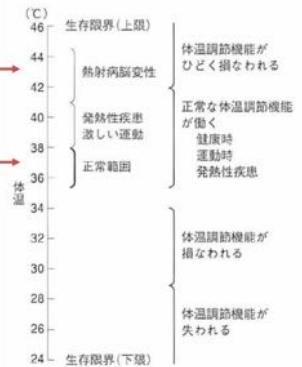 (℃)
46 生存限界(上限)
44
42
40
38
36
34
32
30
28
26
24 生存限界(下限)
体温
熱射病脳変性
発熱性疾患
激しい運動
正常範囲
体温調節機能が
ひどく損なわれる
正常な体温調節機能
が働く
健康時
運動時
発熱性疾患
体温調節機能が
損なわれる
体温調節機能が
失われる